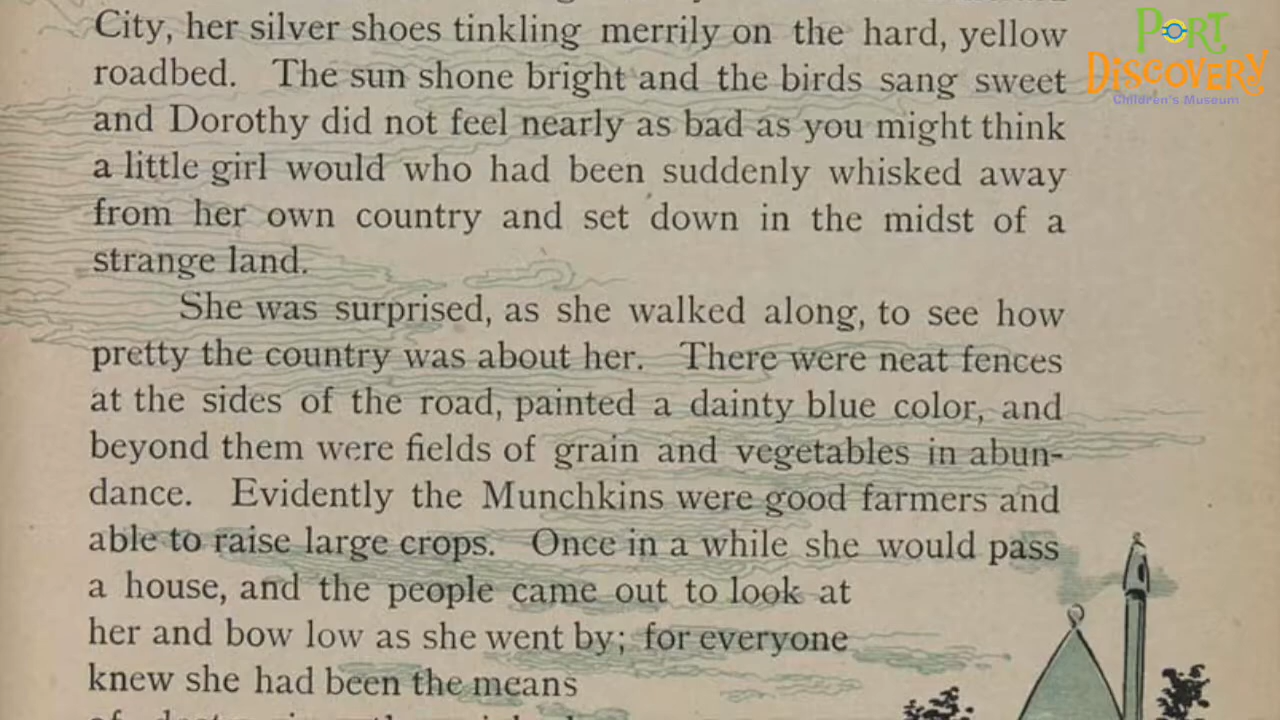 City, her silver shoes tinkling merrily on the hard, yellow
roadbed. The sun shone bright and the birds sang sweet
and Dorothy did not feel nearly as bad as you might think
a little girl would who had been suddenly whisked away
from her own country and set down in the midst of a
strange land.
She was surprised, as she walked along, to see how
pretty the country was about her. There were neat fences
at the sides of the road, painted a dainty blue color, and
beyond them were fields of grain and vegetables in abun-
dance. Evidently the Munchkins were good farmers and
able to raise large crops. Once in a while she would pass
a house, and the people came out to look at
her and bow low as she went by; for everyone
knew she had been the means
PORT
DISCOVERY
Children's Museum